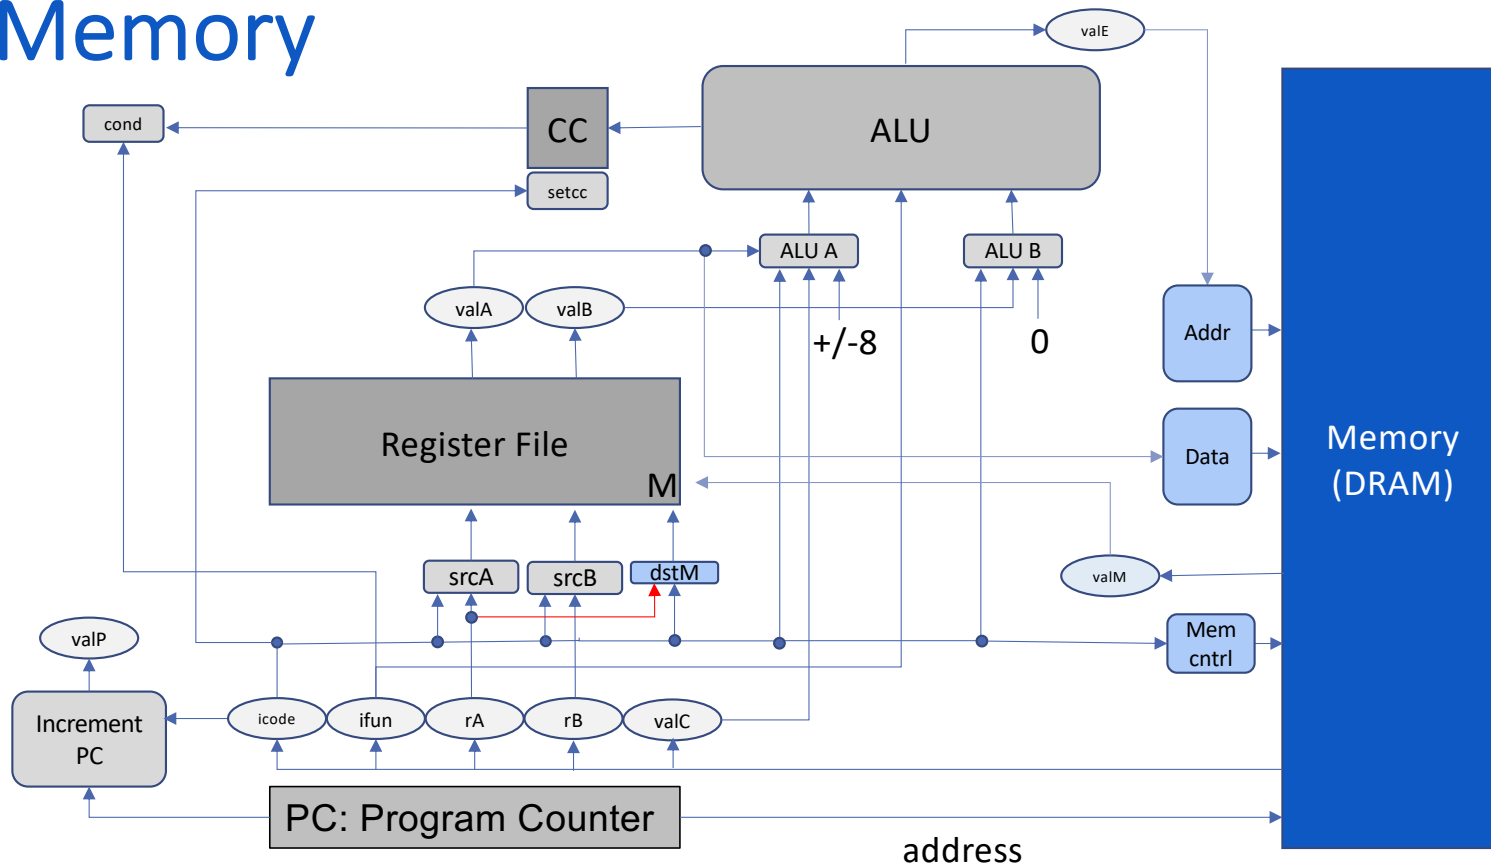 Memory
valE
cond
CC
ALU
setcc
ALU A
ALU B
valA
valB
+/-8
0
Addr
Register File
M
Data
Memory
(DRAM)
srcA
srcB
dstM
valM
valP
Mem
cntrl
Increment
PC
icode
ifun
rA
rB
valC
PC: Program Counter
address